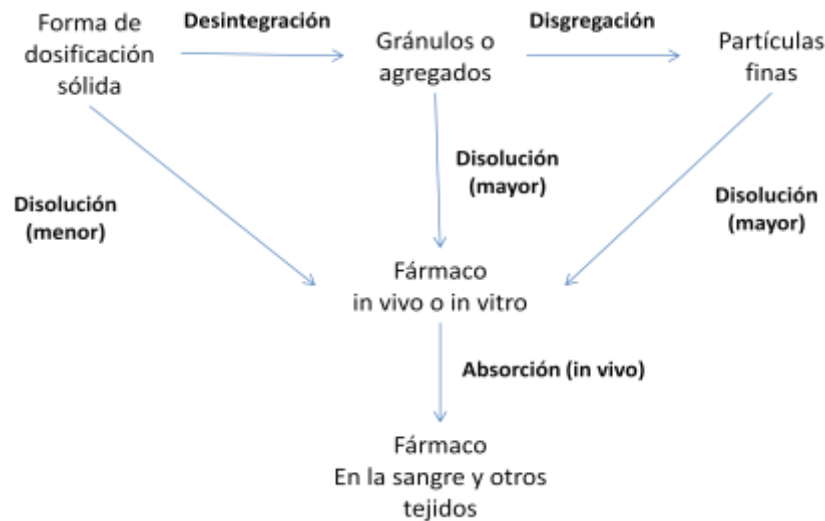 Forma de
dosificación
sólida
Desintegración
Gránulos o
agregados
Disgregación
Partículas
finas
Disolución
(menor)
Disolución
(mayor)
Disolución
(mayor)
Fármaco
in vivo o in vitro
Absorción (in vivo)
Fármaco
En la sangre y otros
tejidos